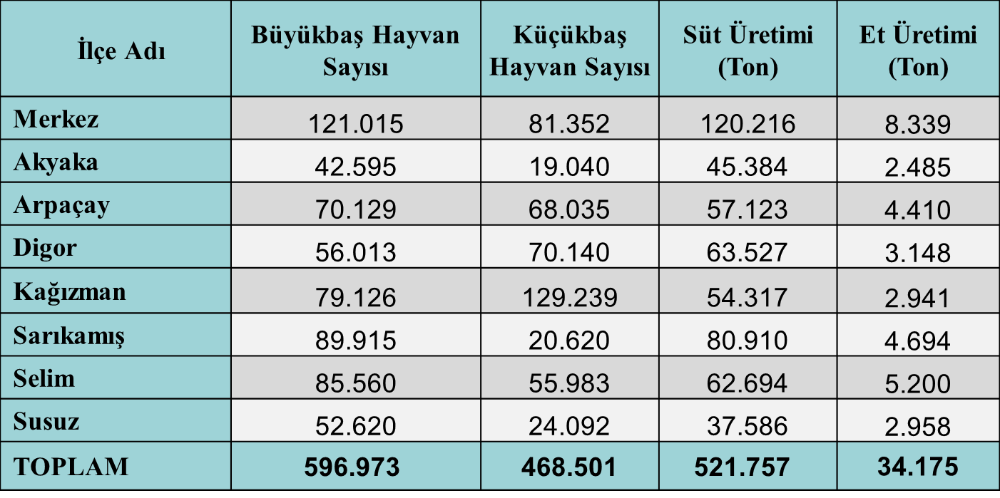 İlçe Adı Büyükbaş Hayvan Sayısı Küçükbaş Hayvan Sayısı Süt Üretimi (Ton) Et Üretimi (Ton)
Merkez 121.015 81.352 120.216 8.339
Akyaka 42.595 19.040 45.384 2.485
Arpaçay 70.129 68.035 57.123 4.410
Digor 56.013 70.140 63.527 3.148
Kağızman 79.126 129.239 54.317 2.941
Sarıkamış 89.915 20.620 80.910 4.694
Selim 85.560 55.983 62.694 5.200
Susuz 52.620 24.092 37.586 2.958
TOPLAM 596.973 468.501 521.757 34.175